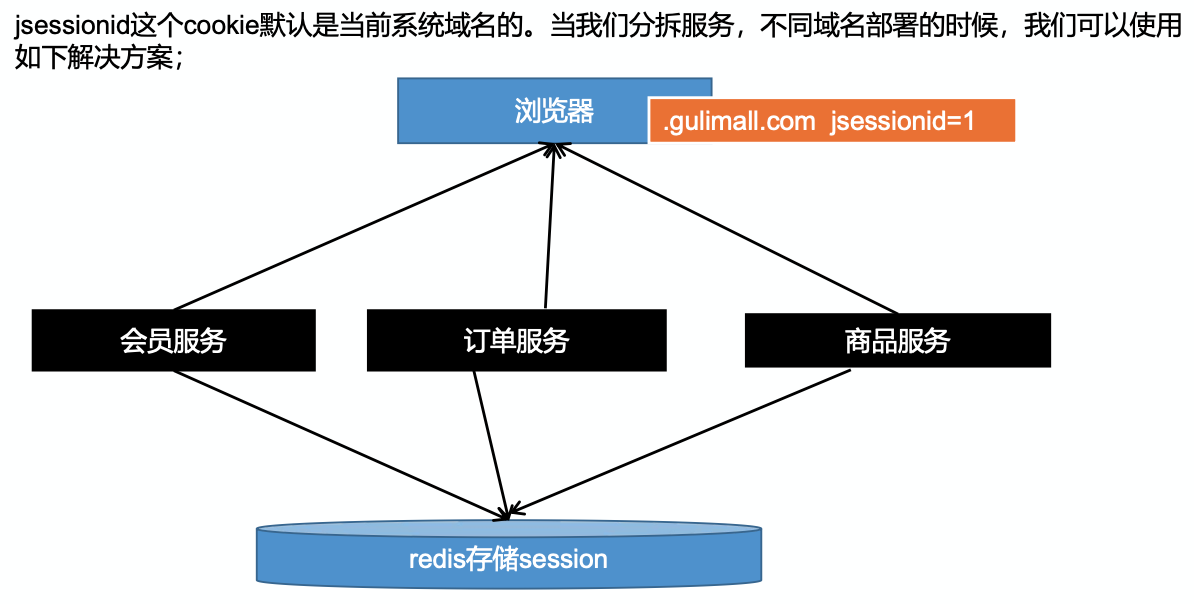 jsessionid这个cookie默认是当前系统域名的。当我们分拆服务，不同域名部署的时候，我们可以使用
如下解决方案；
浏览器
.gulimall.com jsessionid=1
会员服务
订单服务
商品服务
redis存储session